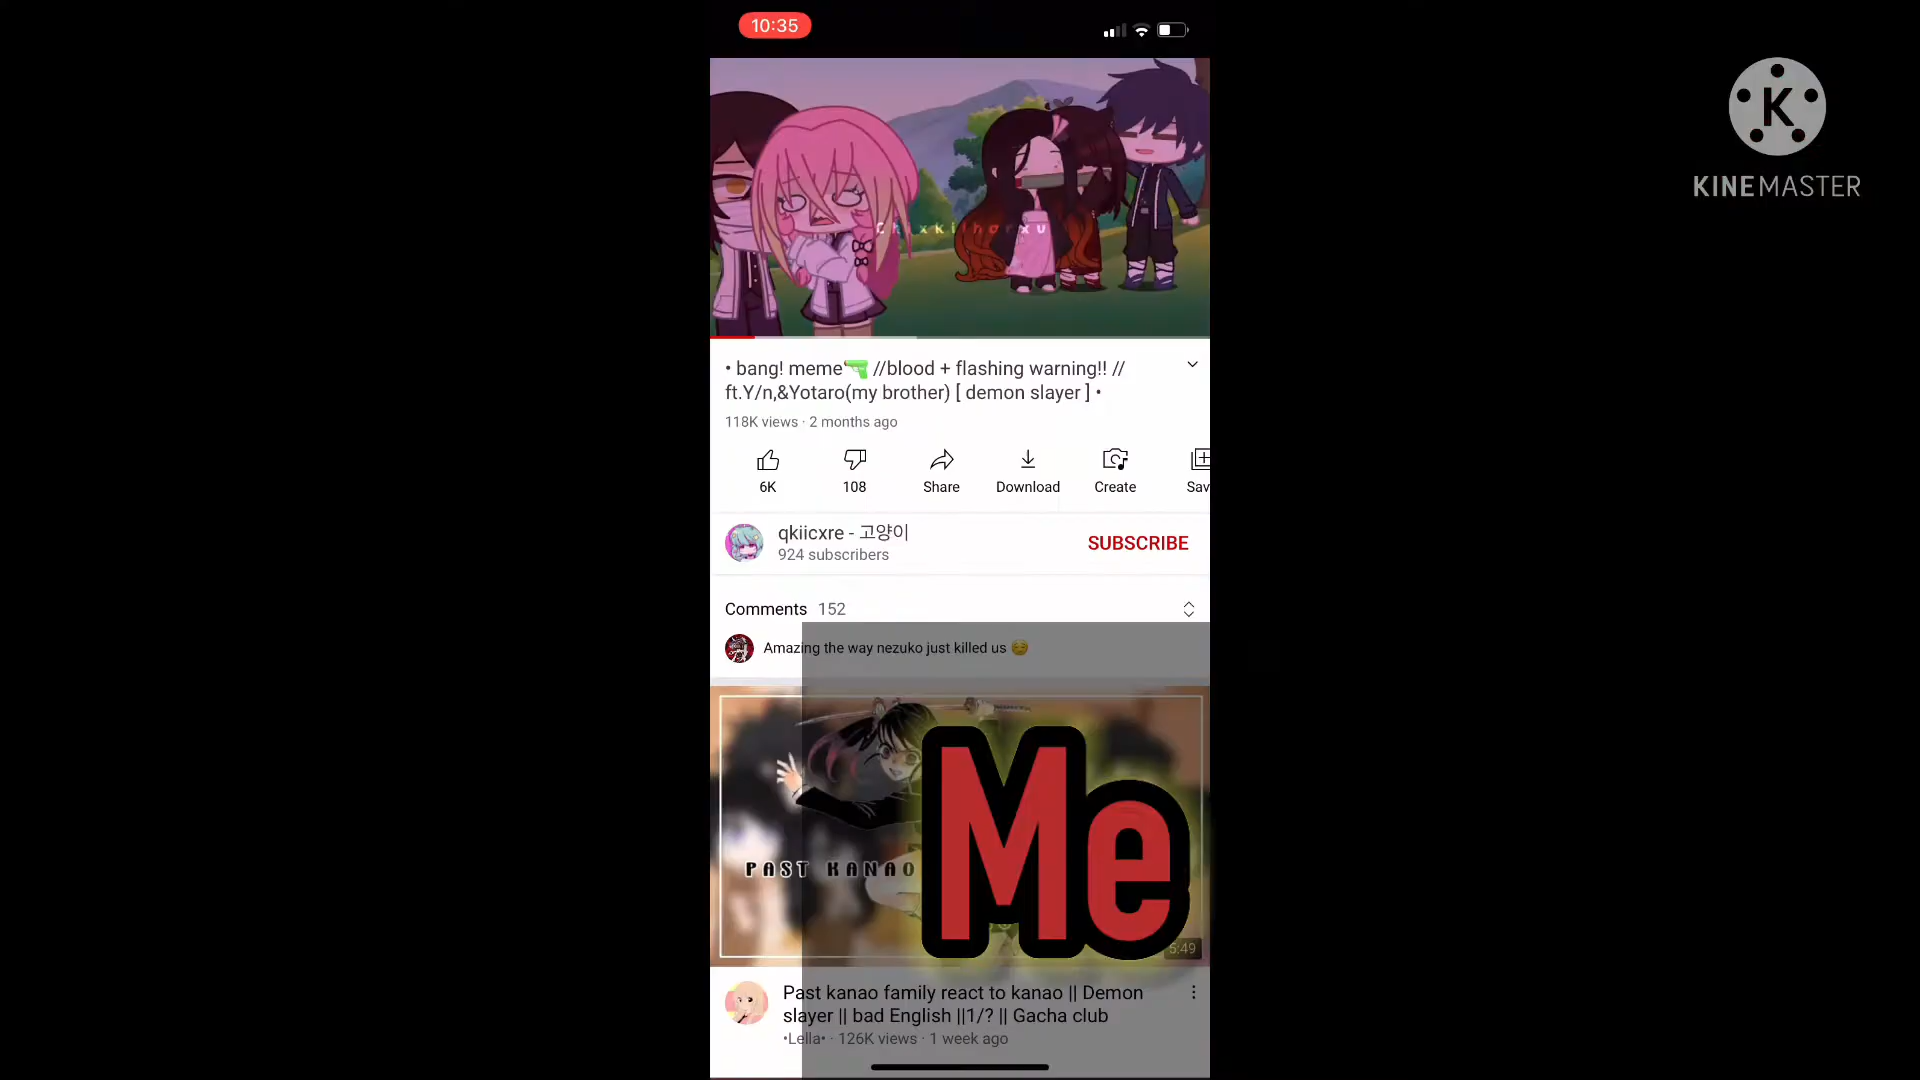 10:35
K
KINEMASTER
Chixkitharxu
• bang! meme🔫 //blood + flashing warning!! //
ft.Y/n,&Yotaro(my brother) [ demon slayer ] •
118K views · 2 months ago
6K
108
Share
Download
Create
Sav
qkiicxre - 고양이
924 subscribers
SUBSCRIBE
Comments 152
Amazing the way nezuko just killed us 😌
PAST KANAO
Me
5:49
Past kanao family react to kanao || Demon
slayer || bad English ||1/? || Gacha club
•Lella• · 126K views · 1 week ago